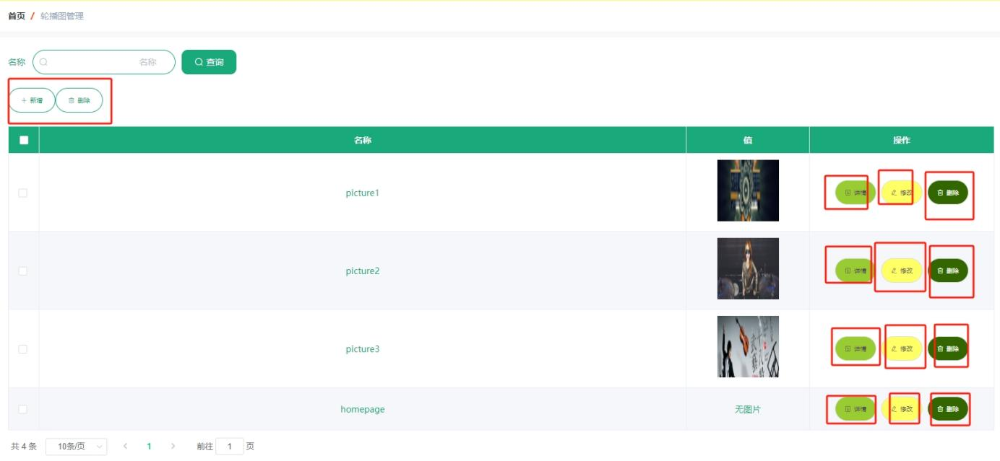 首页 / 轮播图管理
名称 名称 查询
新增 删除
名称 值 操作
picture1 详情 修改 删除
picture2 详情 修改 删除
picture3 详情 修改 删除
homepage 无图片 详情 修改 删除
共 4 条 10条/页 < 1 > 前往 1 页